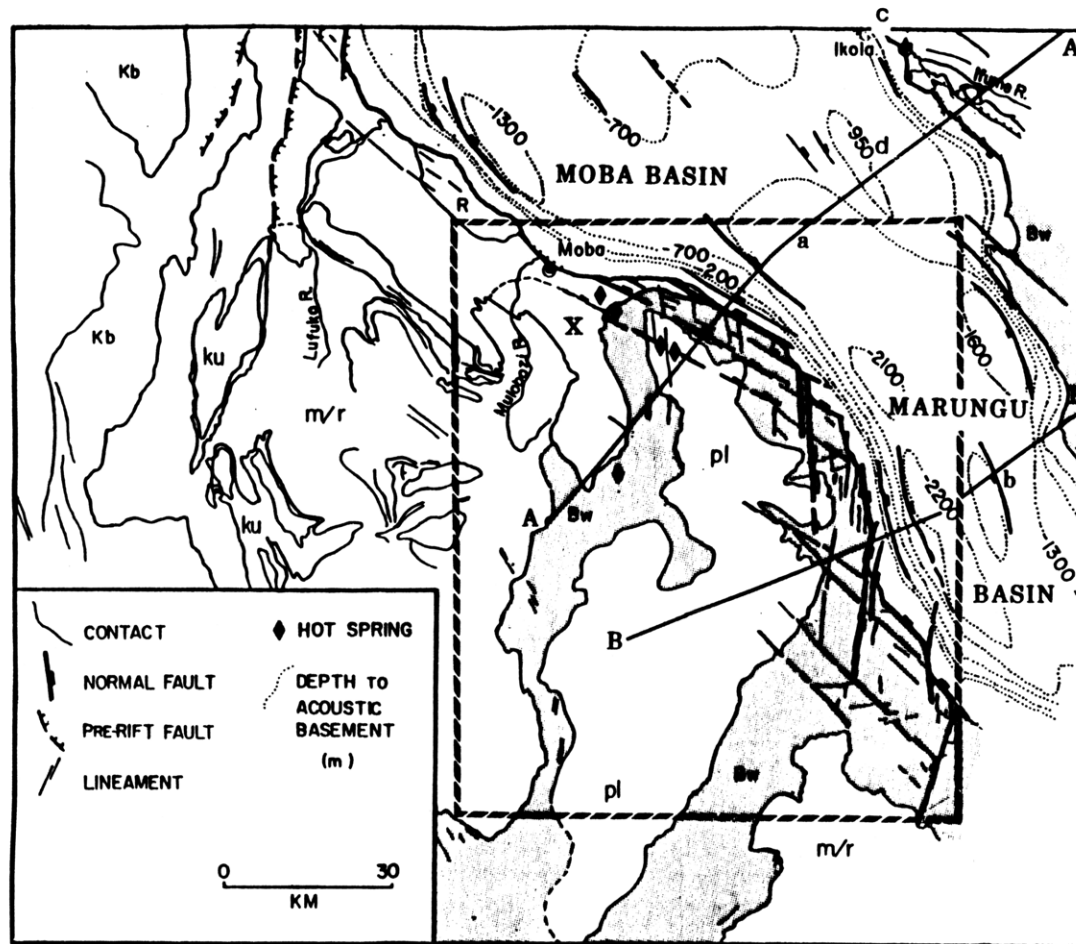 C
Kb
Ikola
A
Ifume R.
-1300
-700
-950
d
MOBA BASIN
R
a
Bw
Moba
-700
-200
Kb
ku
Lufuko R.
X
-1600
-2100
Mulobozi R.
m/r
MARUNGU
pl
b
-2200
A
Bw
ku
-1300
BASIN
B
CONTACT
HOT SPRING
NORMAL FAULT
DEPTH TO
ACOUSTIC
BASEMENT
(m)
PRE-RIFT FAULT
LINEAMENT
Bw
pl
m/r
0 30
KM